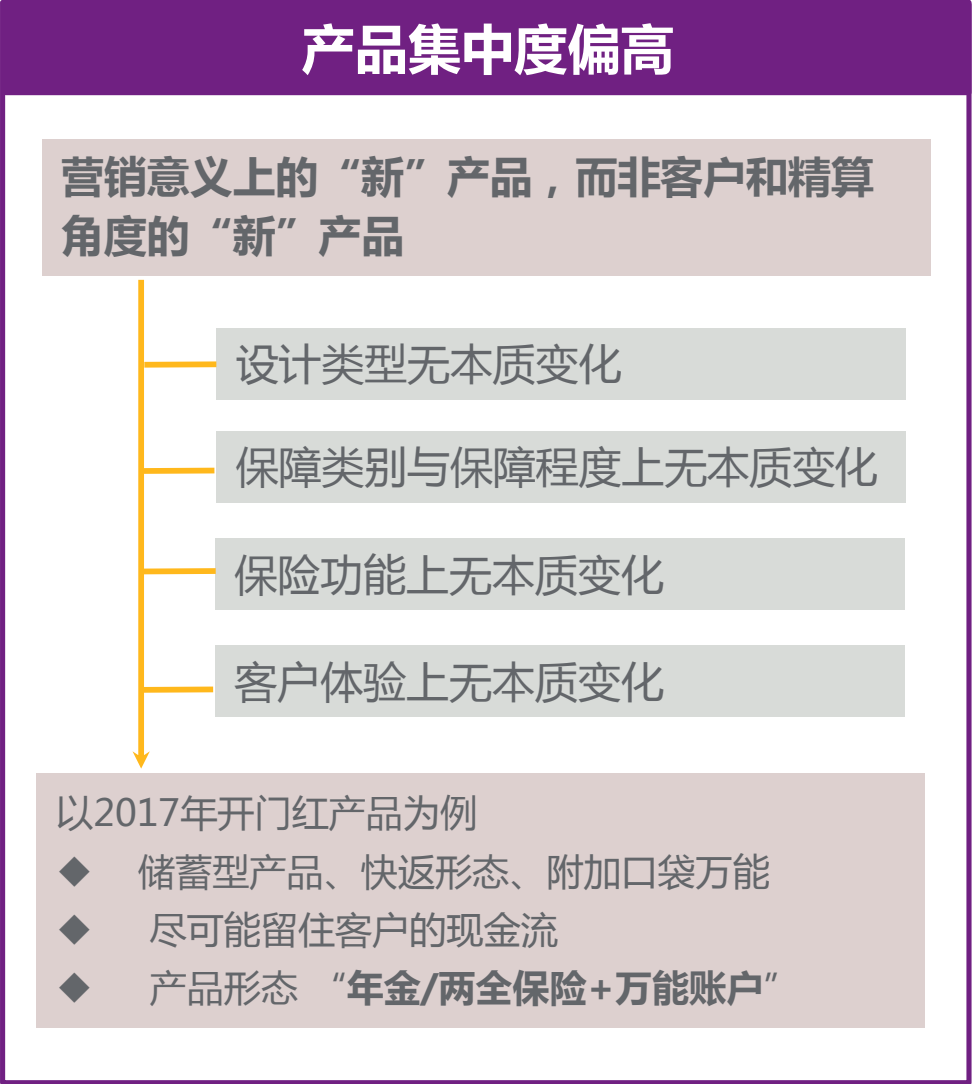 产品集中度偏高
营销意义上的“新”产品，而非客户和精算
角度的“新”产品
设计类型无本质变化
保障类别与保障程度上无本质变化
保险功能上无本质变化
客户体验上无本质变化
以2017年开门红产品为例
◆ 储蓄型产品、快返形态、附加口袋万能
◆ 尽可能留住客户的现金流
◆ 产品形态 “年金/两全保险+万能账户”